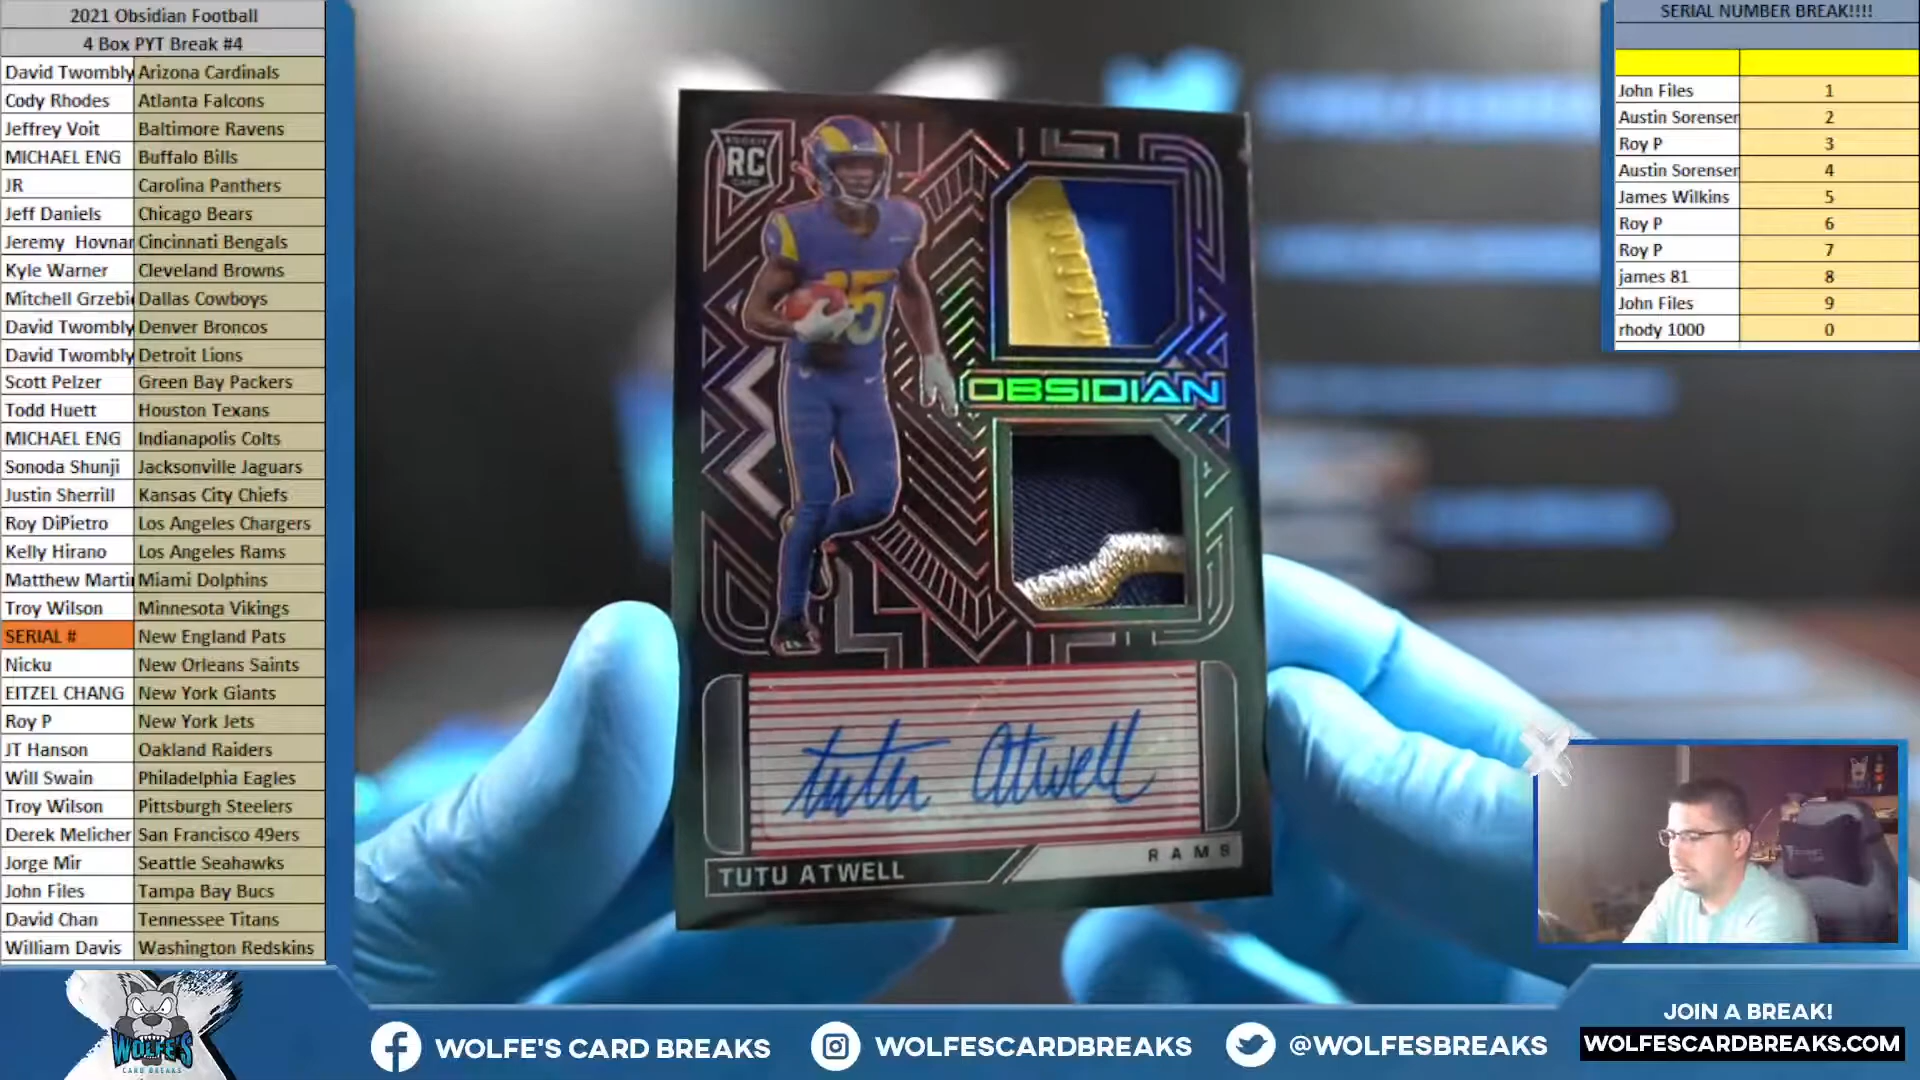 2021 Obsidian Football
4 Box PYT Break #4
David Twombly Arizona Cardinals
Cody Rhodes Atlanta Falcons
Jeffrey Voit Baltimore Ravens
MICHAEL ENG Buffalo Bills
JR Carolina Panthers
Jeff Daniels Chicago Bears
Jeremy Hovnar Cincinnati Bengals
Kyle Warner Cleveland Browns
Mitchell Grzebi Dallas Cowboys
David Twombly Denver Broncos
David Twombly Detroit Lions
Scott Pelzer Green Bay Packers
Todd Huett Houston Texans
MICHAEL ENG Indianapolis Colts
Sonoda Shunji Jacksonville Jaguars
Justin Sherrill Kansas City Chiefs
Roy DiPietro Los Angeles Chargers
Kelly Hirano Los Angeles Rams
Matthew Marti Miami Dolphins
Troy Wilson Minnesota Vikings
SERIAL # New England Pats
Nicku New Orleans Saints
EITZEL CHANG New York Giants
Roy P New York Jets
JT Hanson Oakland Raiders
Will Swain Philadelphia Eagles
Troy Wilson Pittsburgh Steelers
Derek Melicher San Francisco 49ers
Jorge Mir Seattle Seahawks
John Files Tampa Bay Bucs
David Chan Tennessee Titans
William Davis Washington Redskins
ROOKIE
RC
CARD
15
OBSIDIAN
tutu Atwell
TUTU ATWELL
RAMS
SERIAL NUMBER BREAK!!!!
John Files 1
Austin Sorensen 2
Roy P 3
Austin Sorensen 4
James Wilkins 5
Roy P 6
Roy P 7
james 81 8
John Files 9
rhody 1000 0
WOLFE'S
CARD BREAKS
WOLFE'S CARD BREAKS
WOLFESCARDBREAKS
@WOLFESBREAKS
JOIN A BREAK!
WOLFESCARDBREAKS.COM